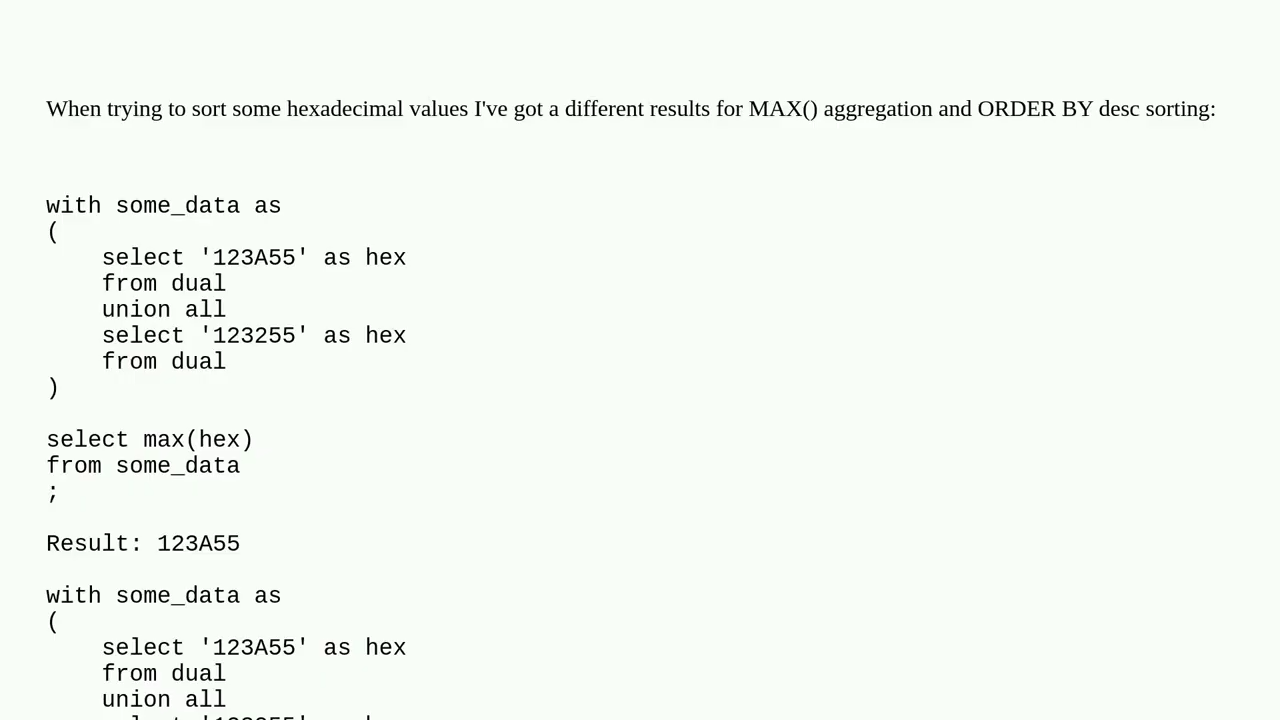 When trying to sort some hexadecimal values I've got a different results for MAX() aggregation and ORDER BY desc sorting:
with some_data as
(
    select '123A55' as hex
    from dual
    union all
    select '123255' as hex
    from dual
)
select max(hex)
from some_data
;
Result: 123A55
with some_data as
(
    select '123A55' as hex
    from dual
    union all